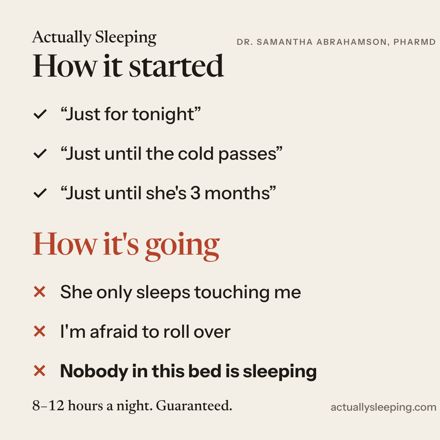 Actually Sleeping
DR. SAMANTHA ABRAHAMSON, PHARMD
How it started
✓ “Just for tonight”
✓ “Just until the cold passes”
✓ “Just until she's 3 months”
How it's going
✕ She only sleeps touching me
✕ I'm afraid to roll over
✕ Nobody in this bed is sleeping
8–12 hours a night. Guaranteed.
actuallysleeping.com